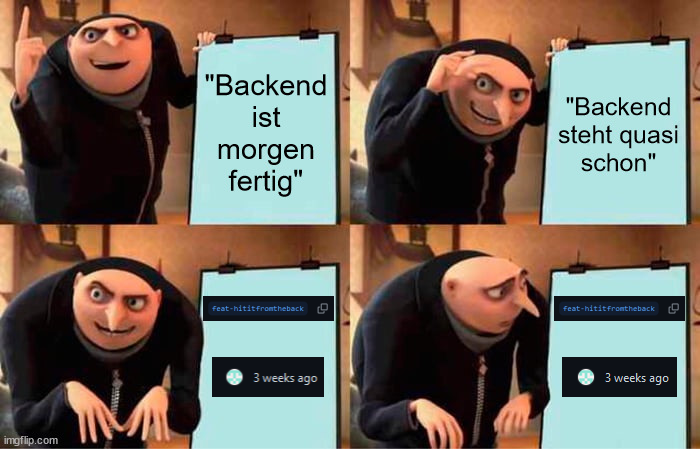 "Backend
ist
morgen
fertig"
"Backend
steht quasi
schon"
feat-hititfromtheback
3 weeks ago
feat-hititfromtheback
3 weeks ago
imgflip.com